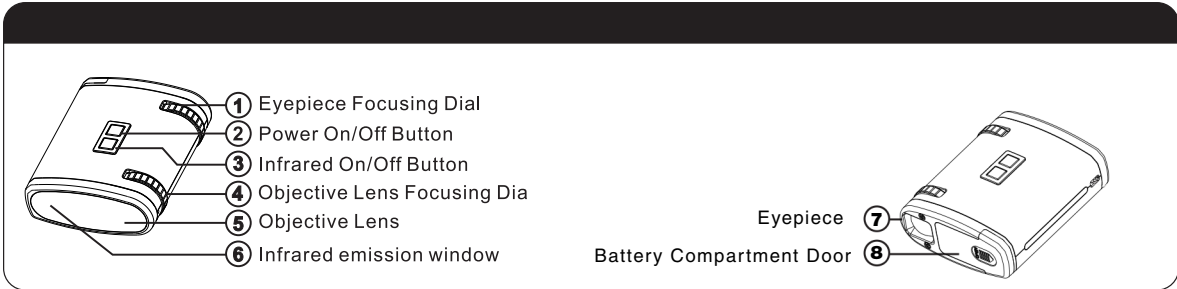 1 Eyepiece Focusing Dial
2 Power On/Off Button
3 Infrared On/Off Button
4 Objective Lens Focusing Dia
5 Objective Lens
6 Infrared emission window
Eyepiece 7
Battery Compartment Door 8